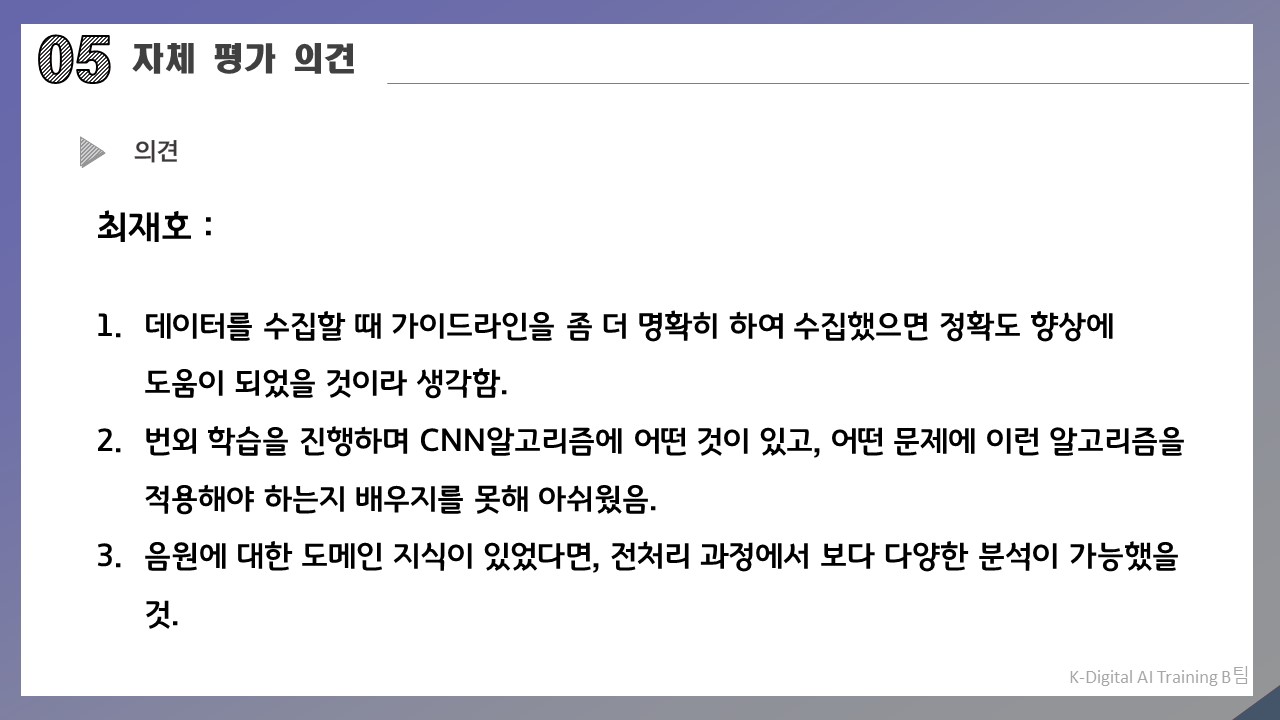 05 자체 평가 의견
의견
최재호 :
1. 데이터를 수집할 때 가이드라인을 좀 더 명확히 하여 수집했으면 정확도 향상에
도움이 되었을 것이라 생각함.
2. 번외 학습을 진행하며 CNN알고리즘에 어떤 것이 있고, 어떤 문제에 이런 알고리즘을
적용해야 하는지 배우지를 못해 아쉬웠음.
3. 음원에 대한 도메인 지식이 있었다면, 전처리 과정에서 보다 다양한 분석이 가능했을
것.
K-Digital AI Training B팀